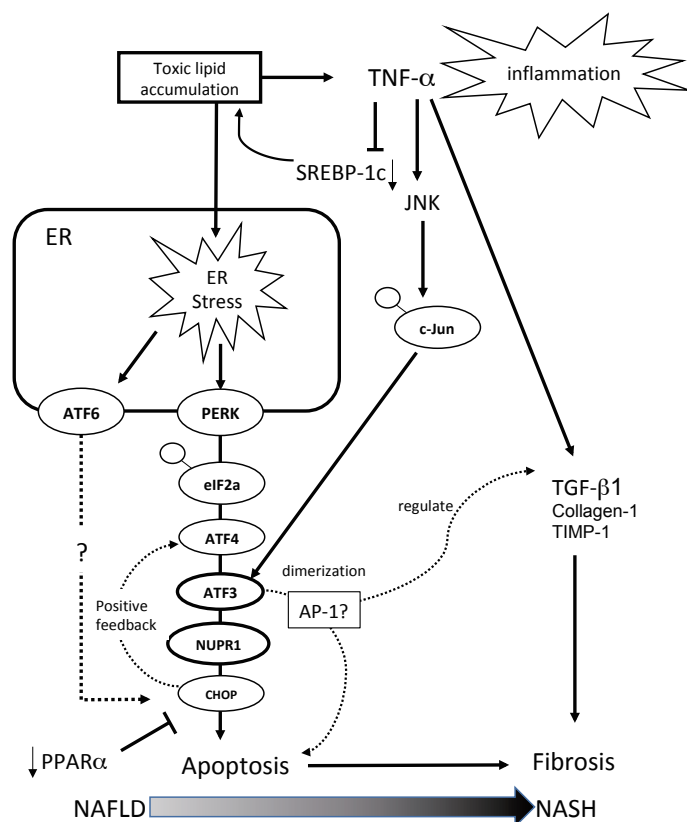 Toxic lipid
accumulation
TNF-α
inflammation
SREBP-1c
JNK
ER
ER
Stress
c-Jun
ATF6
PERK
eIF2a
TGF-β1
Collagen-1
TIMP-1
regulate
ATF4
?
dimerization
ATF3
AP-1?
Positive
feedback
NUPR1
CHOP
PPARα
Apoptosis
Fibrosis
NAFLD
NASH